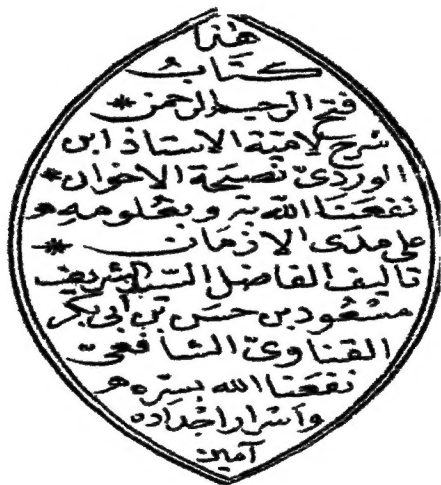 هذا
كتاب
فتح الرحيم الرحمن *
شرح لامية الاستاذ ابن
الوردىّ نصيحة الاخوان *
نفعنا الله به وبعلومه
على مدى الازمان *
تاليف الفاضل السيد الشريف
مسعود بن حسن بن أبى بكر
القناوىّ الشافعىّ
نفعنا الله بسره
وأسرار اجداده
آمين